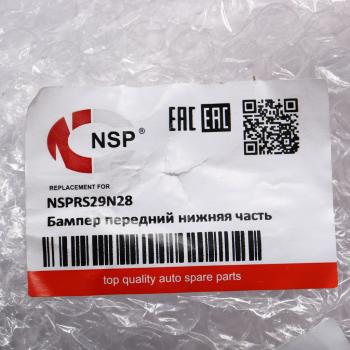 NSP®
EAC EAC
REPLACEMENT FOR
NSPRS29N28
Бампер передний нижняя часть
top quality auto spare parts